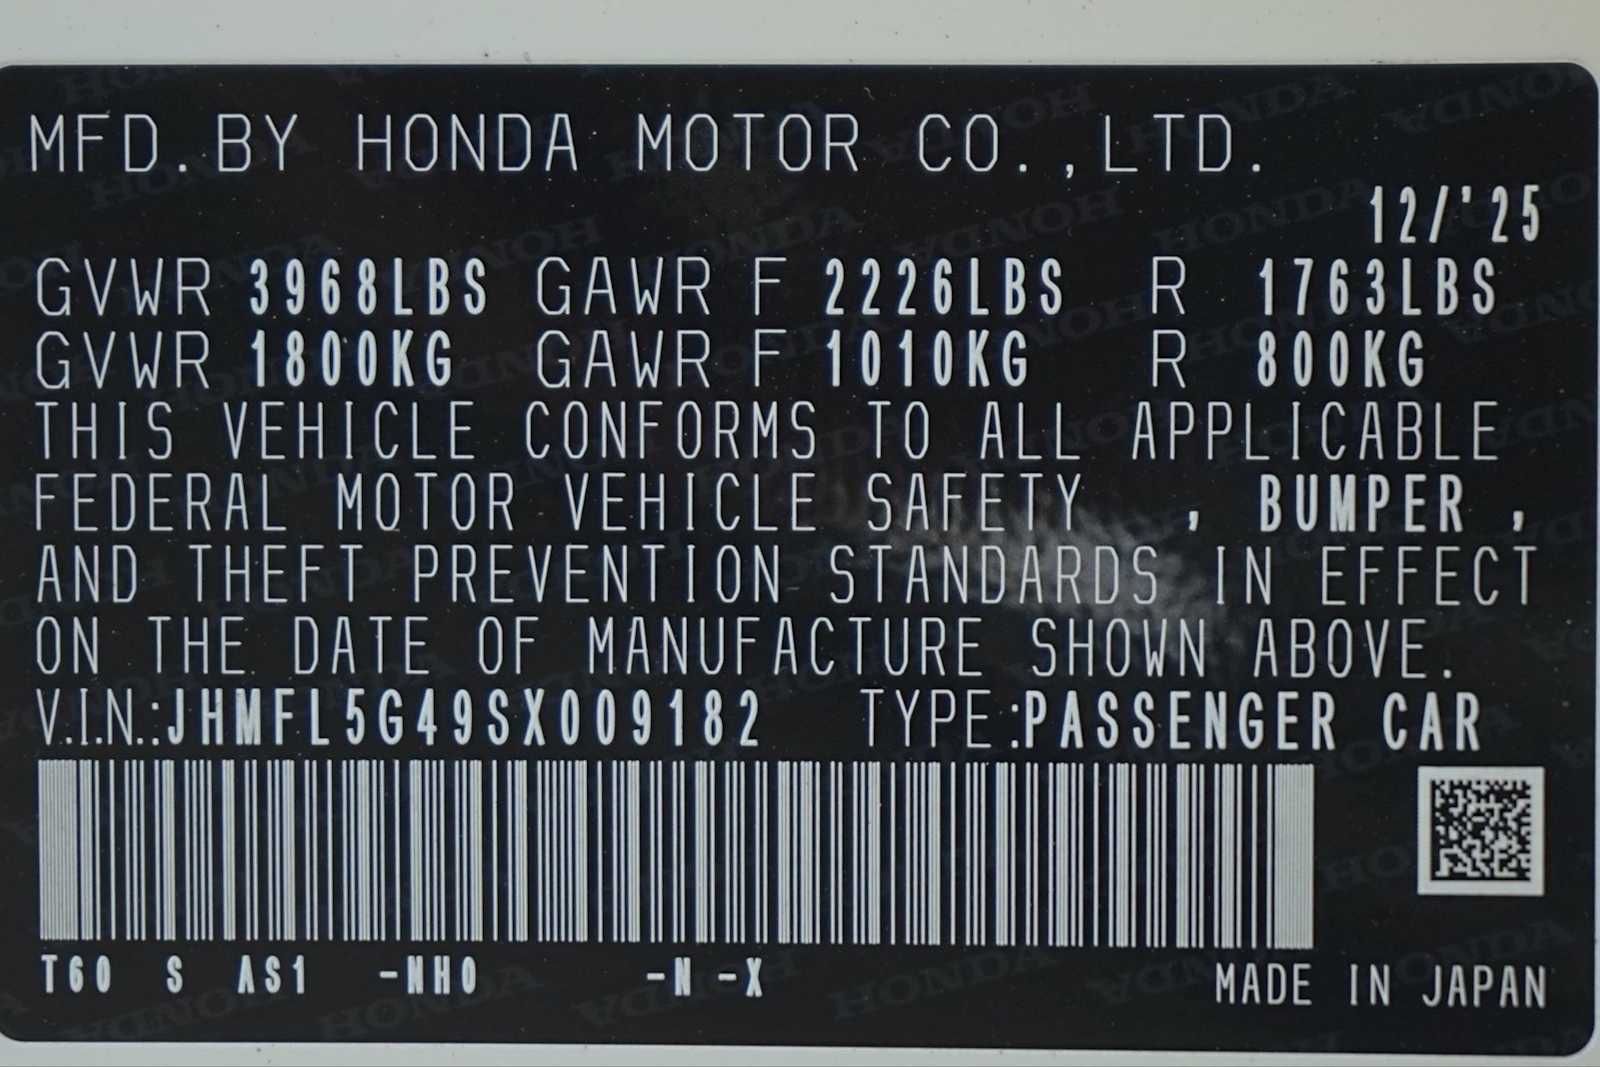 MFD.BY HONDA MOTOR CO.,LTD.
12/'25
GVWR 3968LBS GAWR F 2226LBS R 1763LBS
GVWR 1800KG GAWR F 1010KG R 800KG
THIS VEHICLE CONFORMS TO ALL APPLICABLE
FEDERAL MOTOR VEHICLE SAFETY , BUMPER ,
AND THEFT PREVENTION STANDARDS IN EFFECT
ON THE DATE OF MANUFACTURE SHOWN ABOVE.
V.I.N.:JHMFL5G49SX009182 TYPE:PASSENGER CAR
T60 S AS1 -NH0 -N -X
MADE IN JAPAN